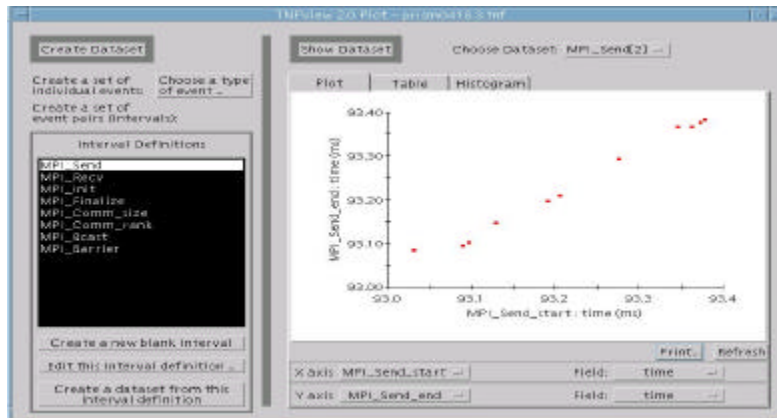 TNFview 2.0 Plot - prism0416.3.tnf
Create Dataset
Create a set of
individual events:
Choose a type
of event ..
Create a set of
event pairs (intervals):
Interval Definitions
MPI_Send
MPI_Recv
MPI_Init
MPI_Finalize
MPI_Comm_size
MPI_Comm_rank
MPI_Bcast
MPI_Barrier
Create a new blank interval
Edit this interval definition ..
Create a dataset from this
interval definition
Show Dataset
Choose Dataset: MPI_Send[2]
Plot Table Histogram
MPI_Send_end : time (ms)
93.40
93.30
93.20
93.10
93.00
93.0 93.1 93.2 93.3 93.4
MPI_Send_start : time (ms)
Print.. Refresh
X axis MPI_Send_start Field: time
Y axis MPI_Send_end Field: time